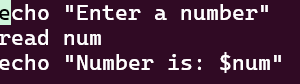 echo "Enter a number"
read num
echo "Number is: $num"